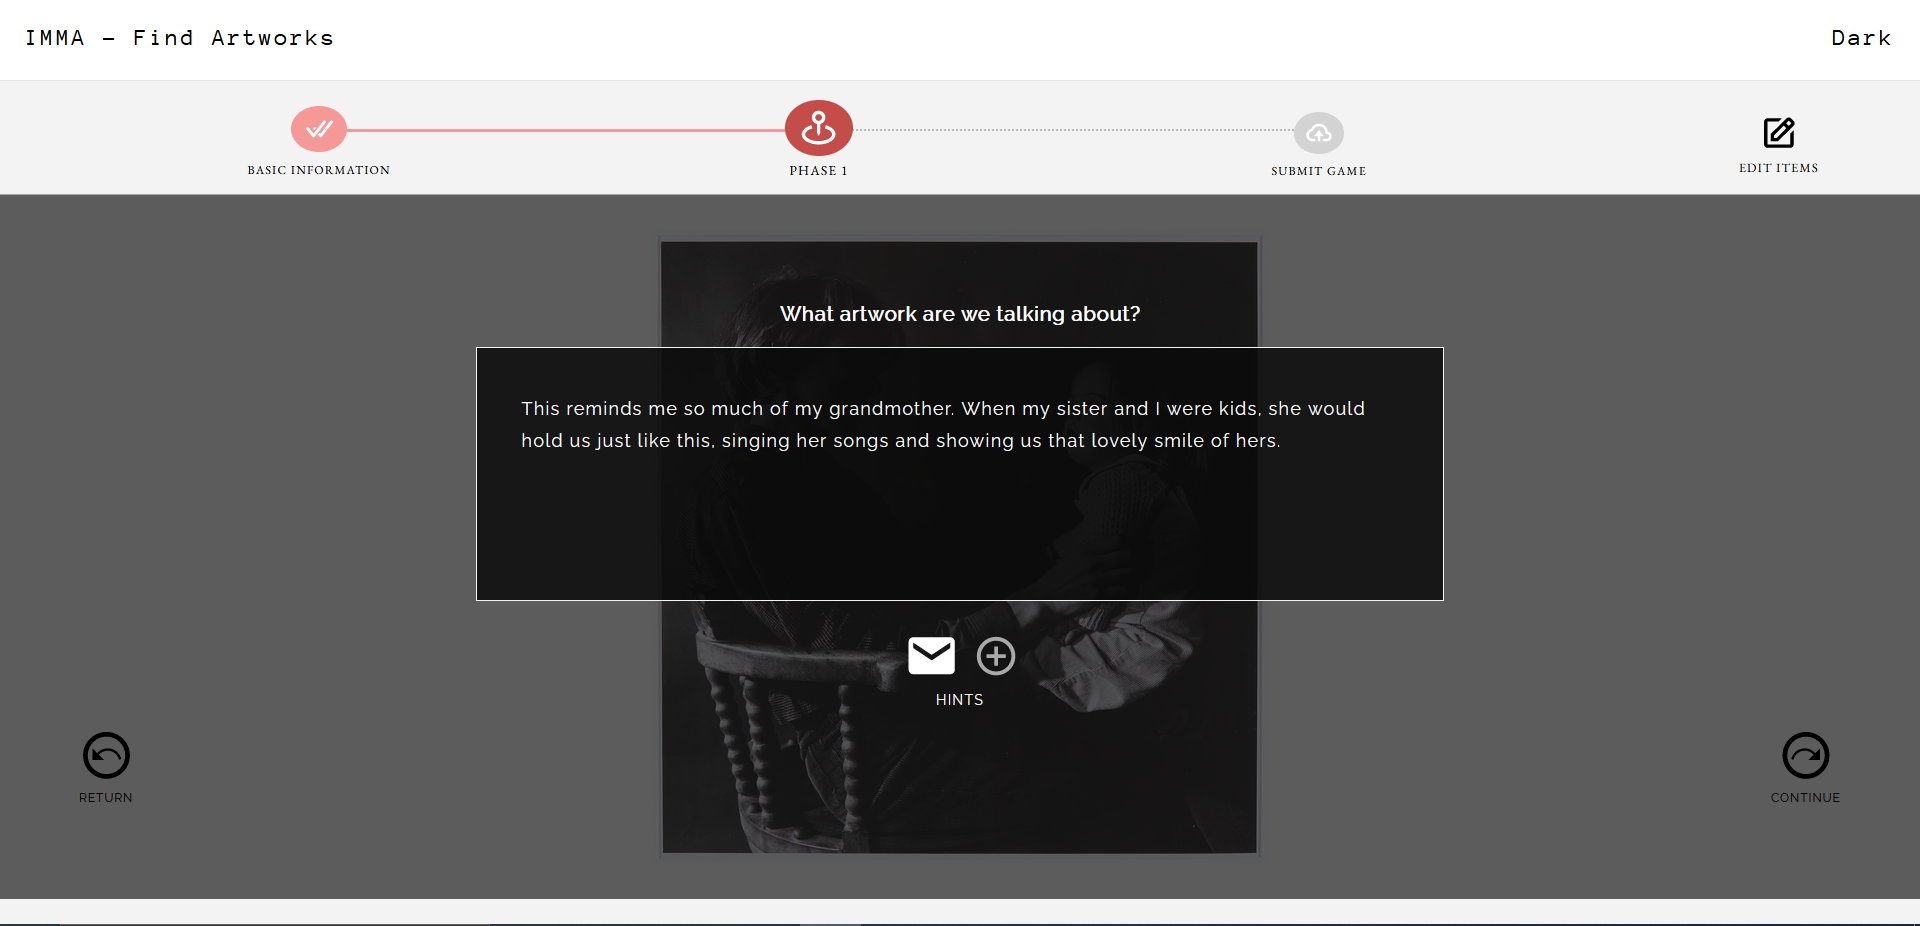 IMMA – Find Artworks
Dark
BASIC INFORMATION
PHASE 1
SUBMIT GAME
EDIT ITEMS
What artwork are we talking about?
This reminds me so much of my grandmother. When my sister and I were kids, she would
hold us just like this, singing her songs and showing us that lovely smile of hers.
HINTS
RETURN
CONTINUE